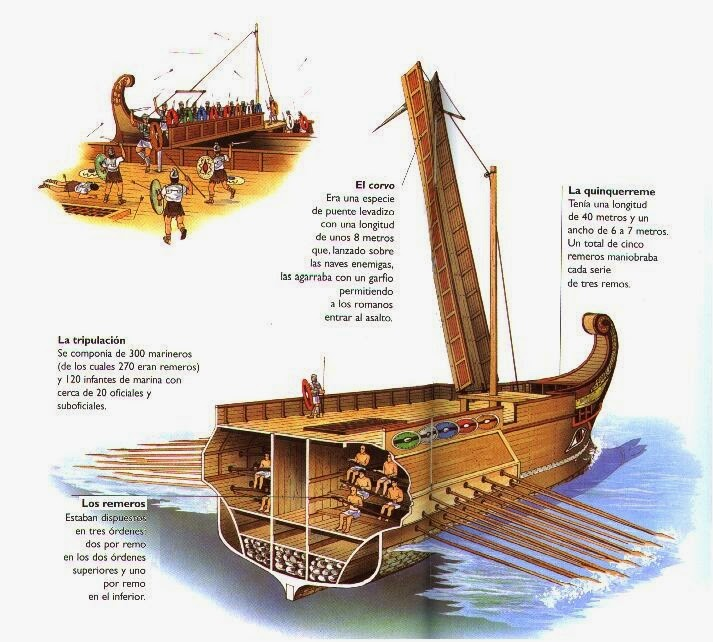 El corvo
Era una especie
de puente levadizo
con una longitud
de unos 8 metros
que, lanzado sobre
las naves enemigas,
las agarraba con un garfio
permitiendo
a los romanos
entrar al asalto.
La quinquerreme
Tenía una longitud
de 40 metros y un
ancho de 6 a 7 metros.
Un total de cinco
remeros maniobraba
cada serie
de tres remos.
La tripulación
Se componía de 300 marineros
(de los cuales 270 eran remeros)
y 120 infantes de marina con
cerca de 20 oficiales y
suboficiales.
Los remeros
Estaban dispuestos
en tres órdenes:
dos por remo
en los dos órdenes
superiores y uno
por remo
en el inferior.